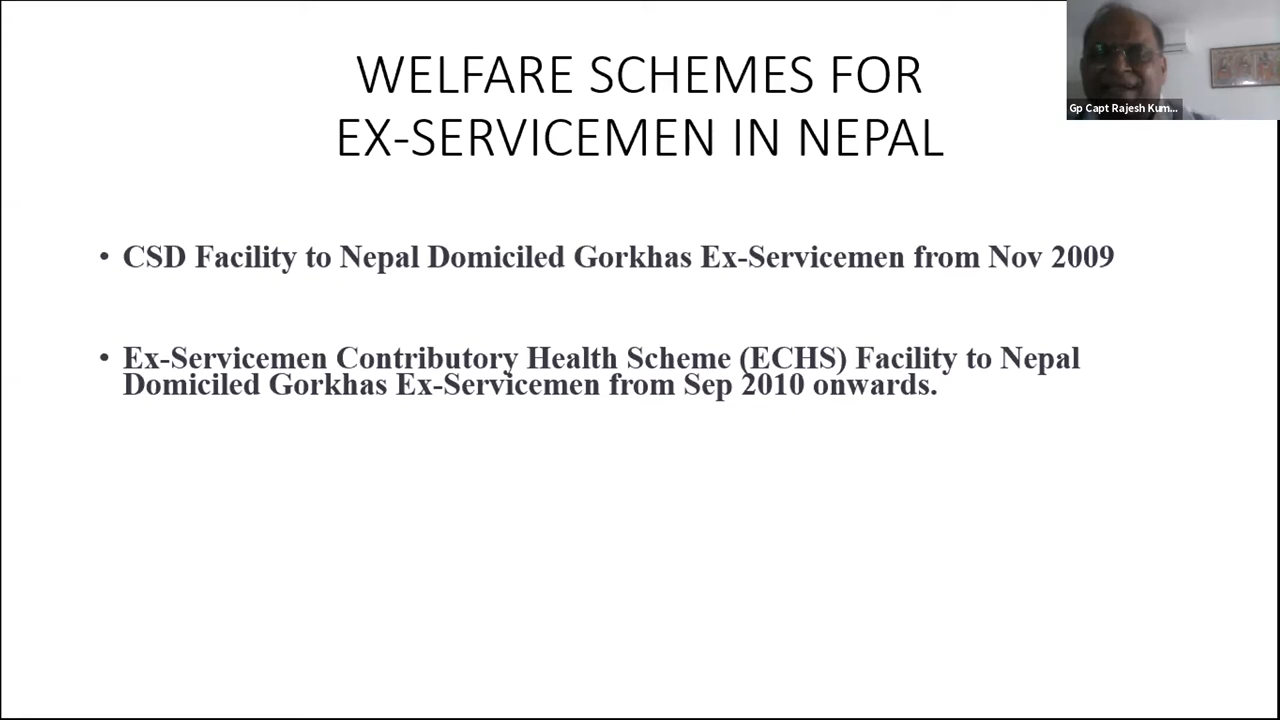 WELFARE SCHEMES FOR
EX-SERVICEMEN IN NEPAL
Gp Capt Rajesh Kum...
• CSD Facility to Nepal Domiciled Gorkhas Ex-Servicemen from Nov 2009
• Ex-Servicemen Contributory Health Scheme (ECHS) Facility to Nepal
Domiciled Gorkhas Ex-Servicemen from Sep 2010 onwards.